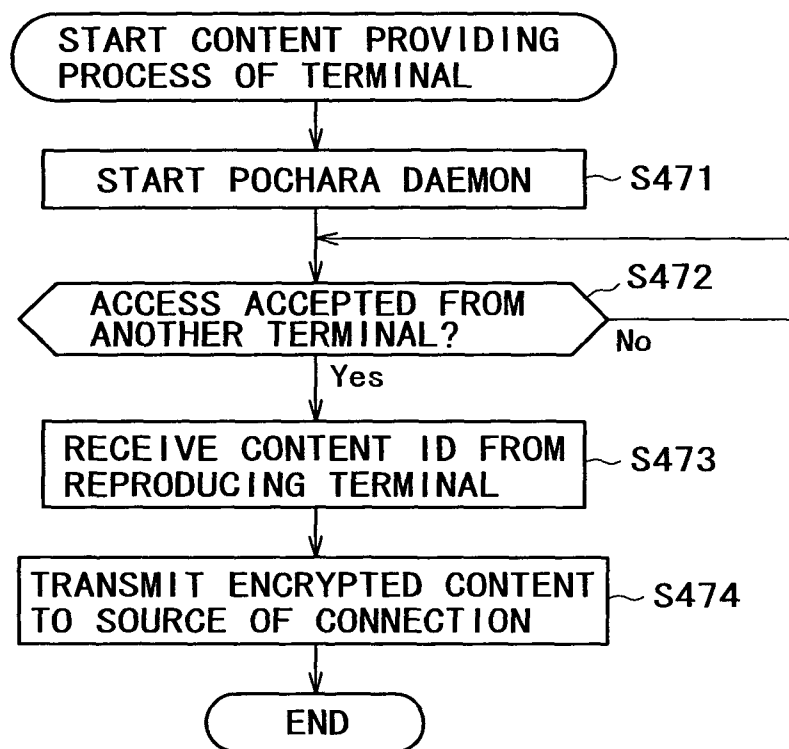 START CONTENT PROVIDING
PROCESS OF TERMINAL
START POCHARA DAEMON
S471
S472
ACCESS ACCEPTED FROM
ANOTHER TERMINAL?
No
Yes
RECEIVE CONTENT ID FROM
REPRODUCING TERMINAL
S473
TRANSMIT ENCRYPTED CONTENT
TO SOURCE OF CONNECTION
S474
END